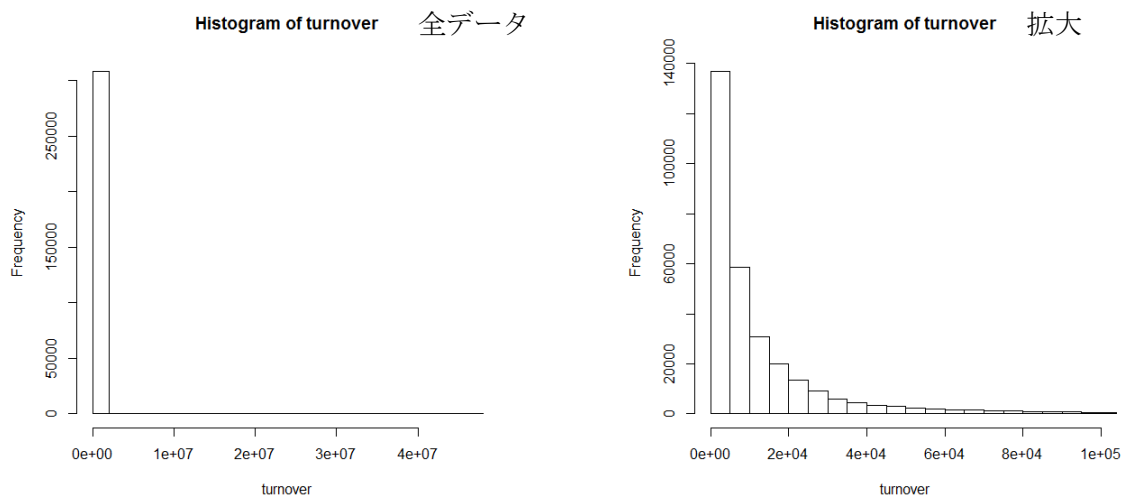 Histogram of turnover 全データ
Frequency
0 50000 150000 250000
0e+00 1e+07 2e+07 3e+07 4e+07
turnover
Histogram of turnover 拡大
Frequency
0 20000 60000 100000 140000
0e+00 2e+04 4e+04 6e+04 8e+04 1e+05
turnover